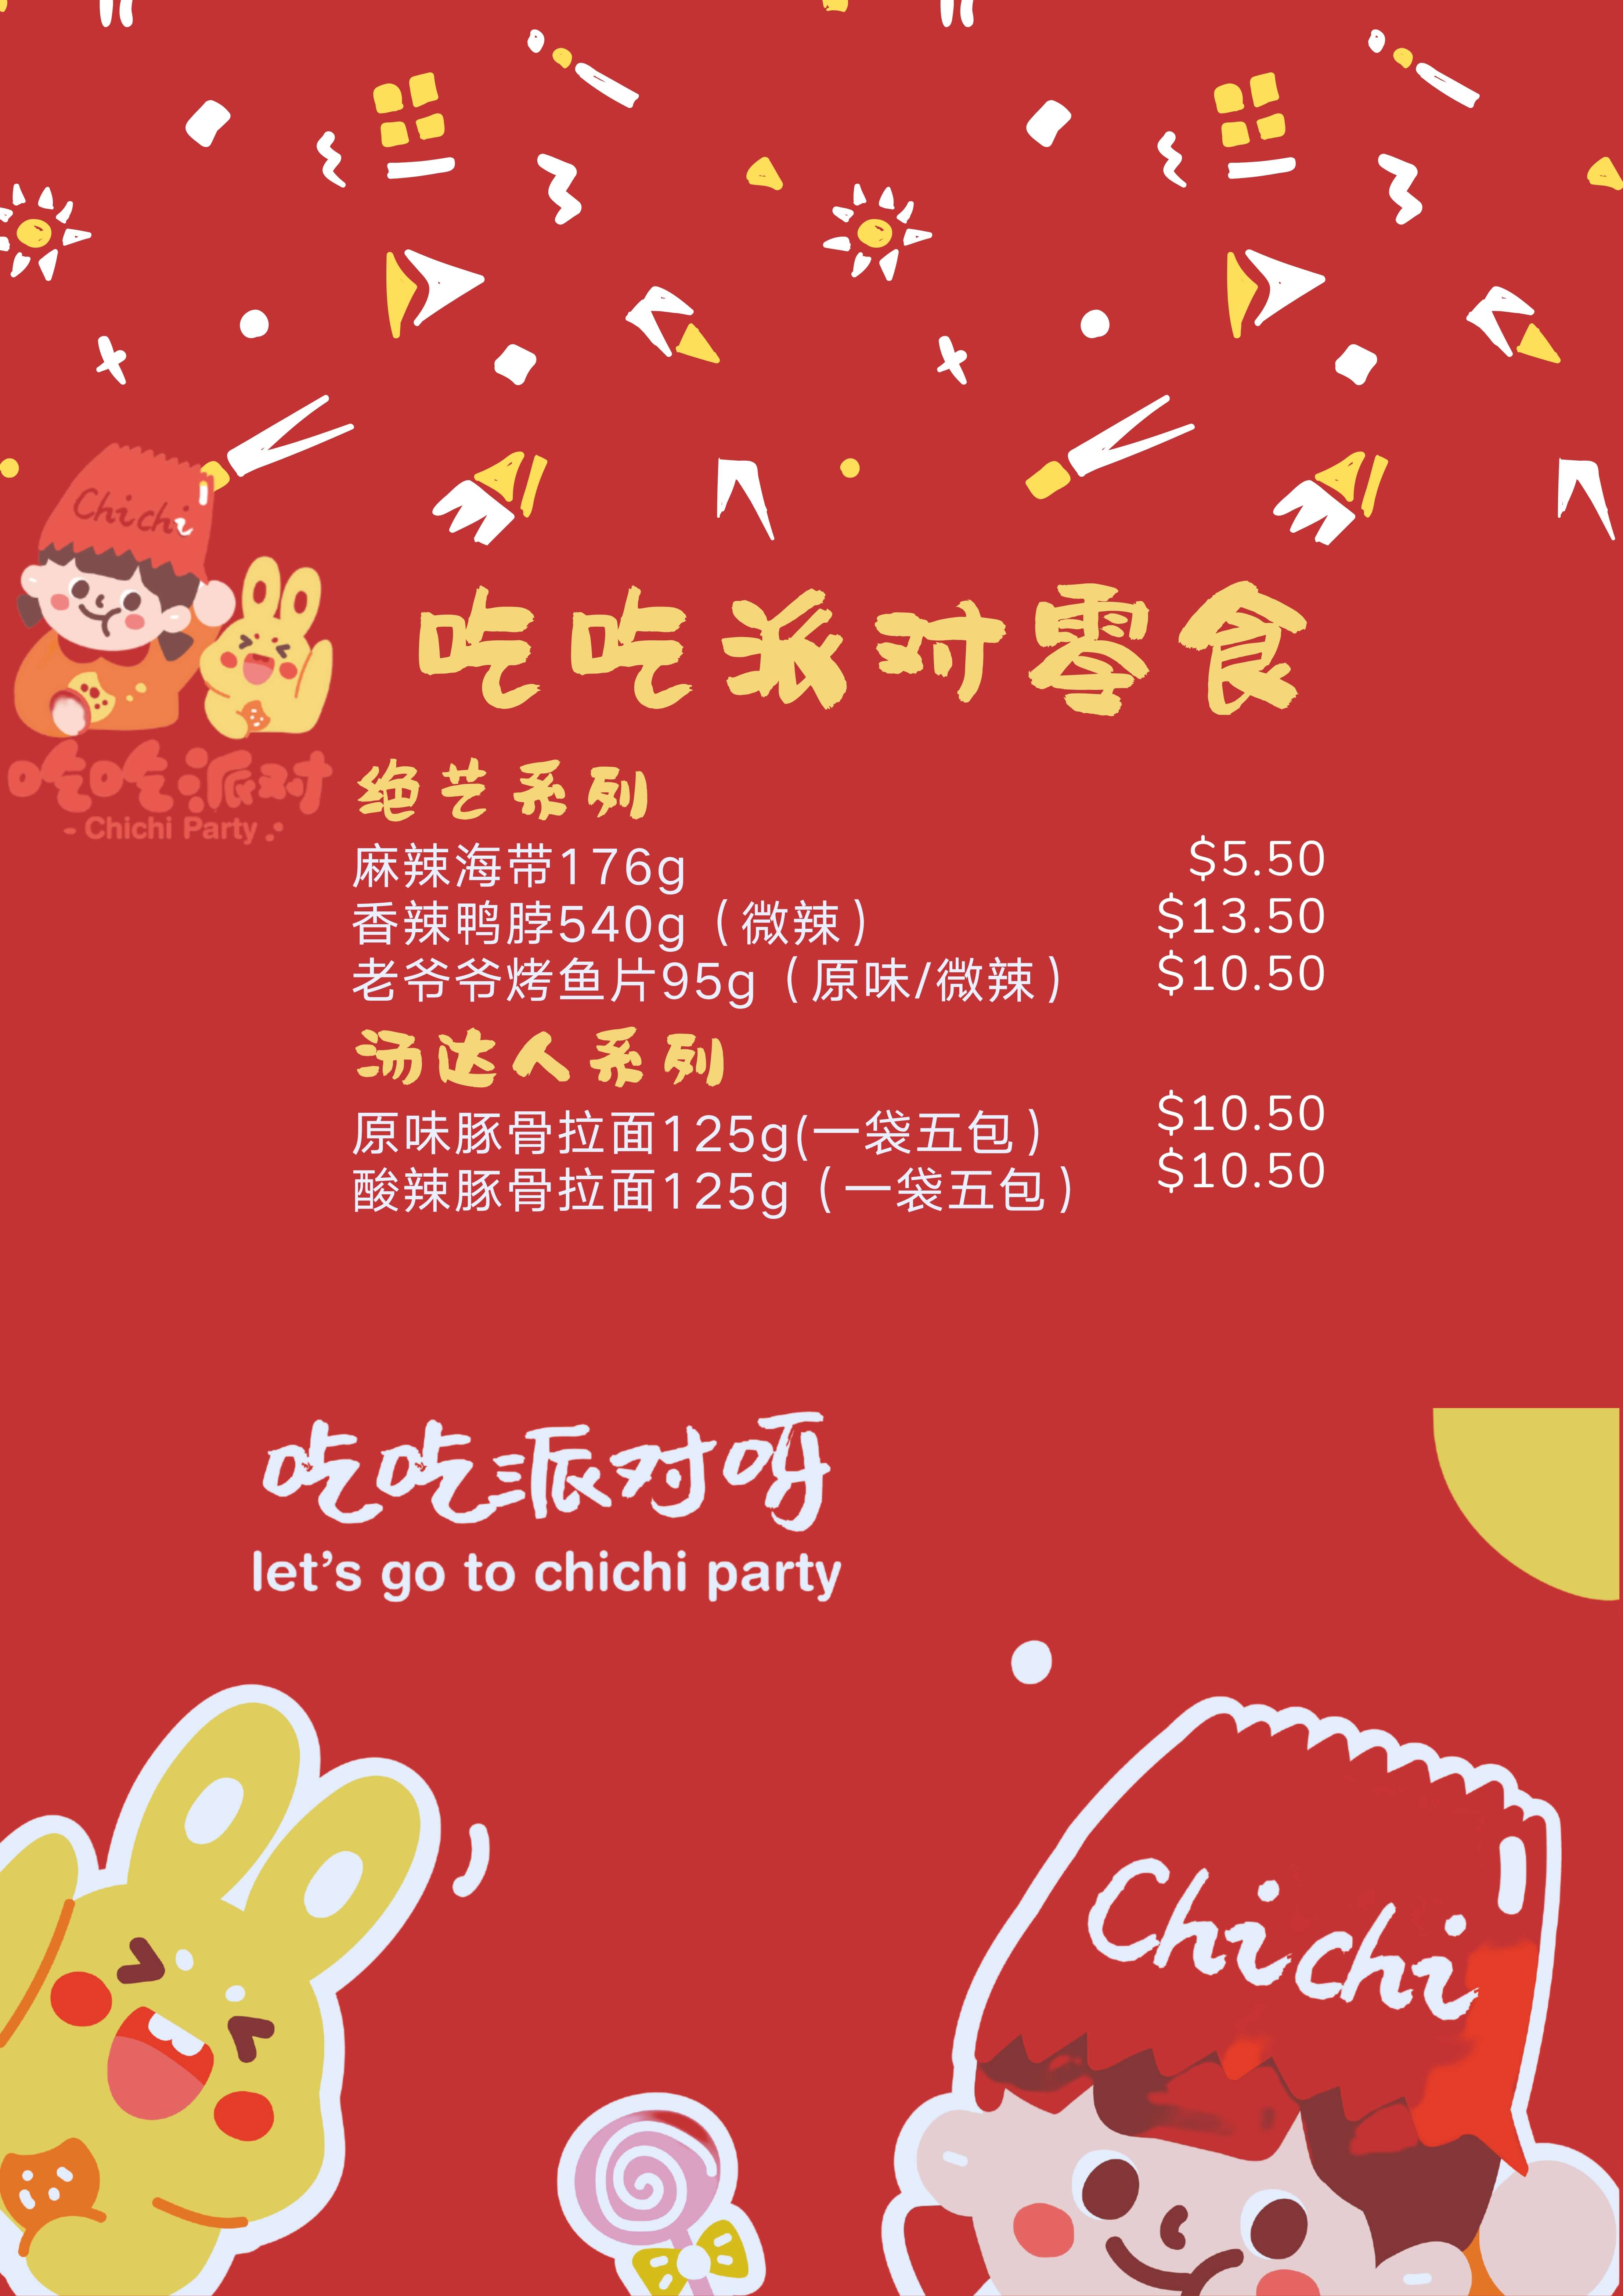 Chichi
吃吃派对
- Chichi Party
吃吃派对零食
绝艺系列
麻辣海带176g $5.50
香辣鸭脖540g（微辣） $13.50
老爷爷烤鱼片95g（原味/微辣） $10.50
汤达人系列
原味豚骨拉面125g(一袋五包） $10.50
酸辣豚骨拉面125g（一袋五包） $10.50
吃吃派对呀
let's go to chichi party
Chichi